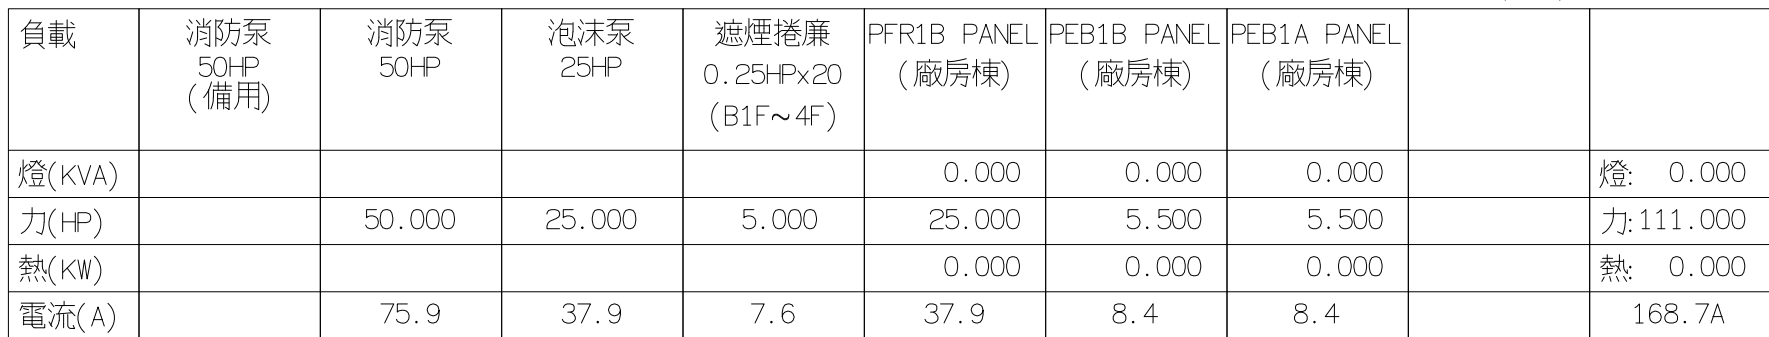 負載 消防泵 50HP (備用) 消防泵 50HP 泡沫泵 25HP 遮煙捲廉 0.25HPx20 (B1F~4F) PFR1B PANEL (廠房棟) PEB1B PANEL (廠房棟) PEB1A PANEL (廠房棟)
燈(KVA) 0.000 0.000 0.000 燈: 0.000
力(HP) 50.000 25.000 5.000 25.000 5.500 5.500 力:111.000
熱(KW) 0.000 0.000 0.000 熱: 0.000
電流(A) 75.9 37.9 7.6 37.9 8.4 8.4 168.7A